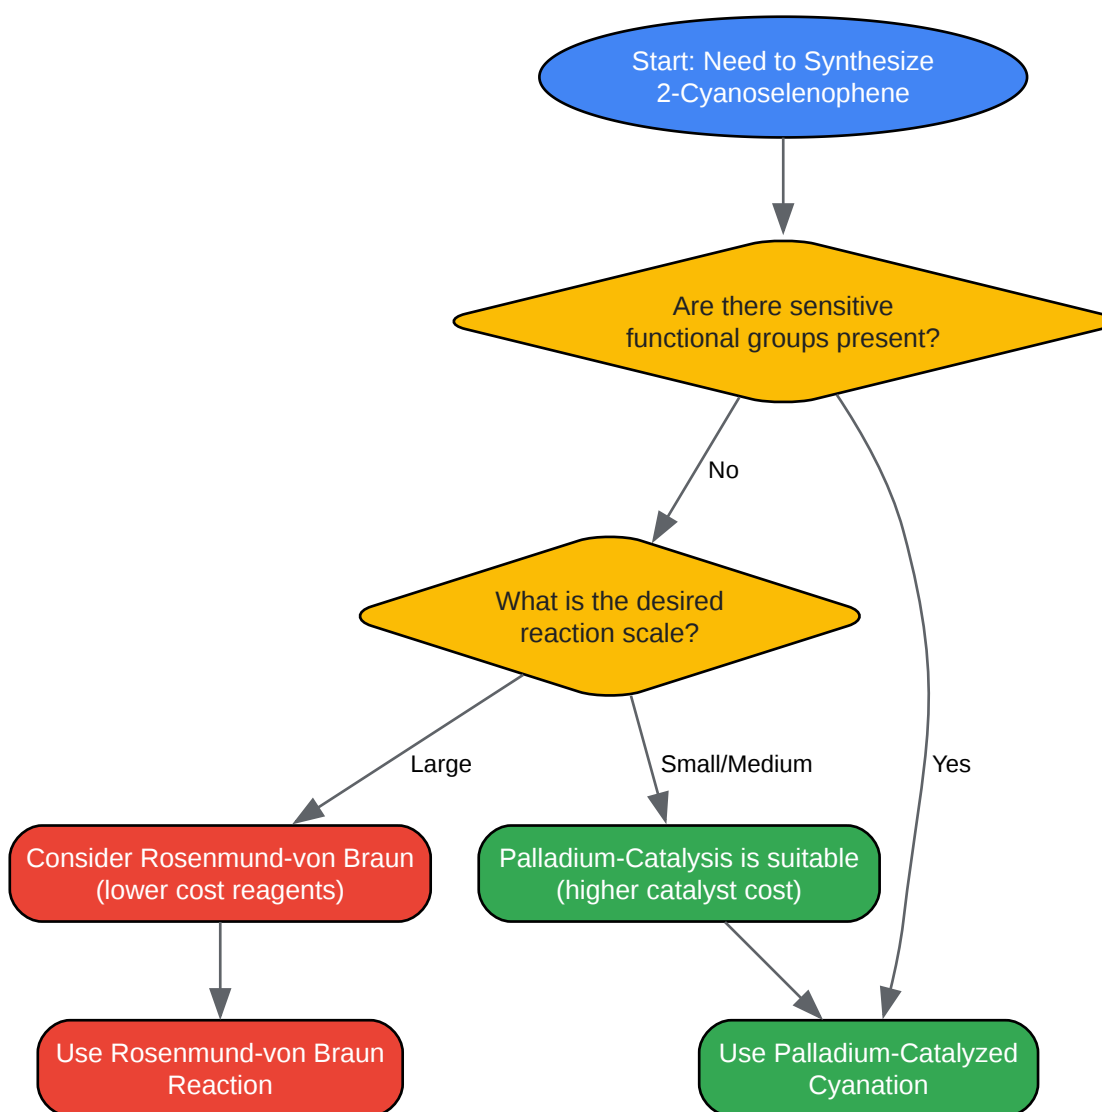 Start: Need to Synthesize
2-Cyanoselenophene
Are there sensitive
functional groups present?
No
What is the desired
reaction scale?
Large
Small/Medium
Yes
Consider Rosenmund-von Braun
(lower cost reagents)
Palladium-Catalysis is suitable
(higher catalyst cost)
Use Rosenmund-von Braun
Reaction
Use Palladium-Catalyzed
Cyanation